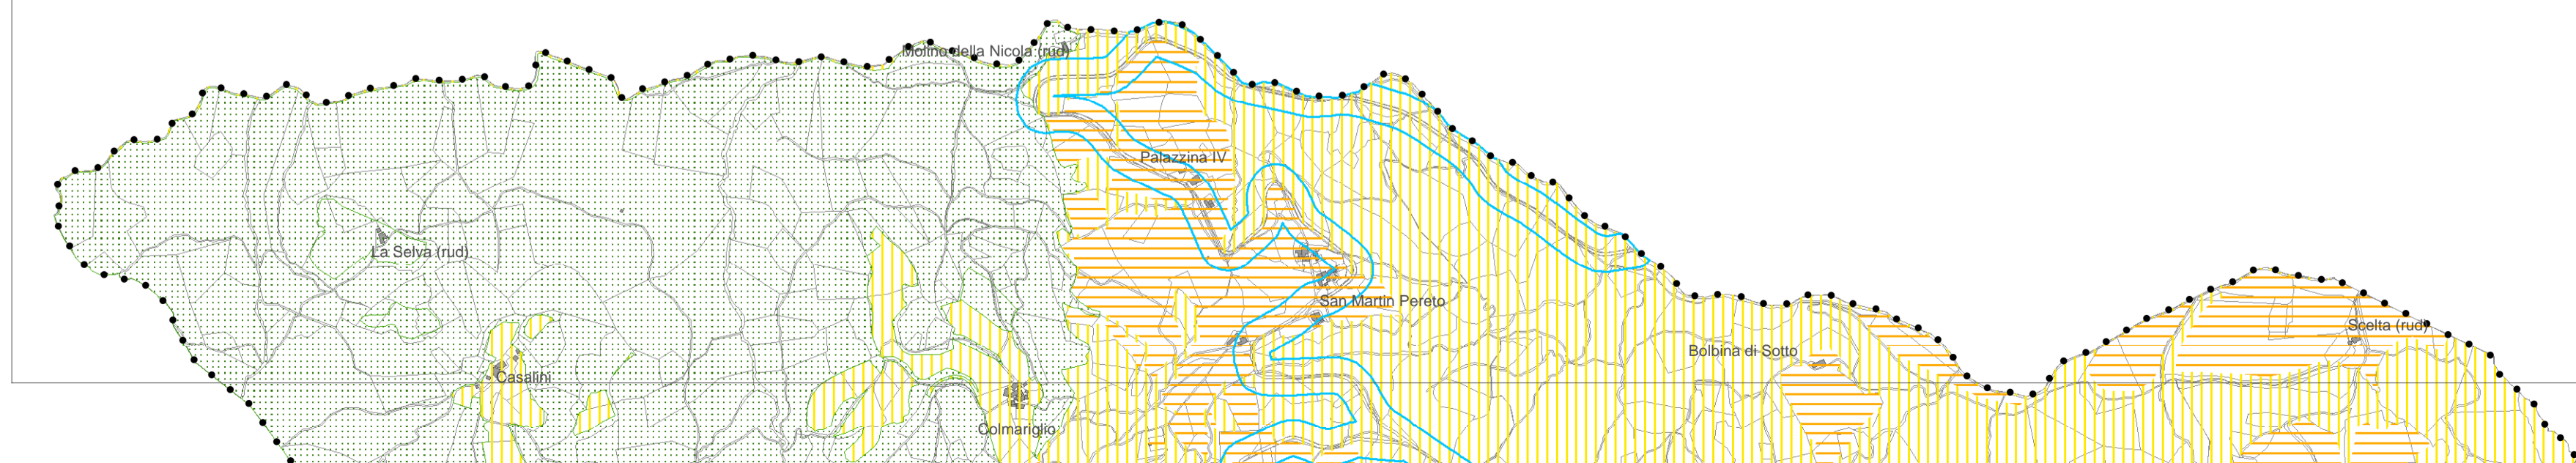 Molino della Nicola (rud)
Palazzina IV
La Selva (rud)
San Martin Pereto
Scelta (rud)
Bolbina di Sotto
Casalini
Colmariglio